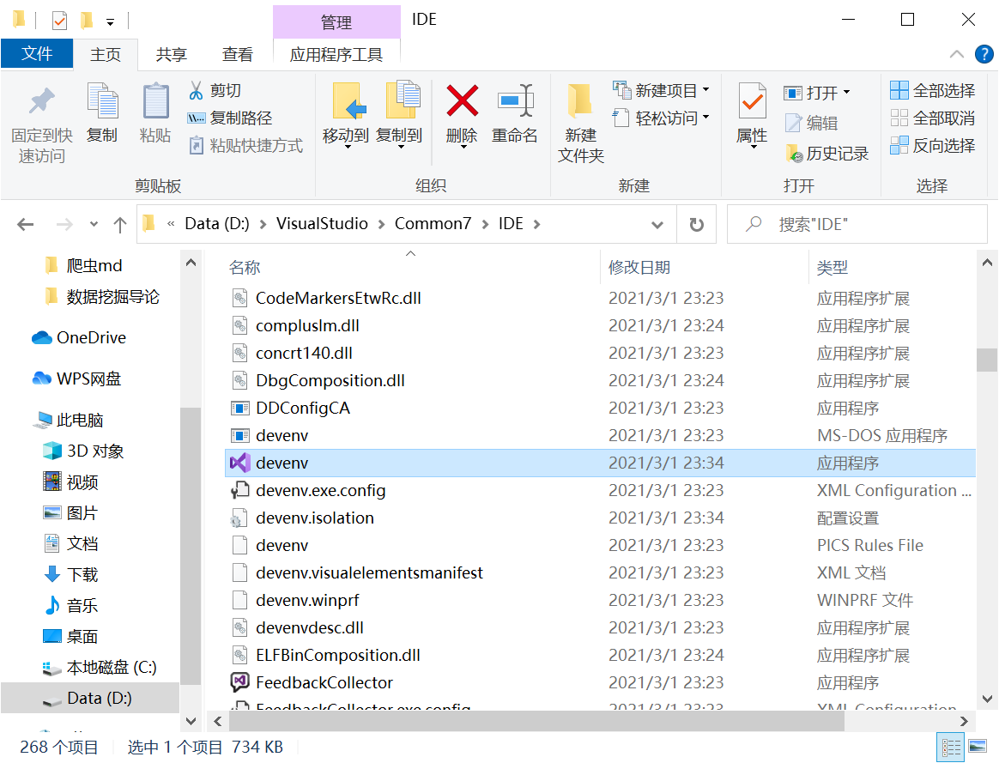 管理
IDE
文件
主页
共享
查看
应用程序工具
固定到快
速访问
复制
粘贴
剪切
复制路径
粘贴快捷方式
剪贴板
移动到
复制到
删除
重命名
组织
新建
文件夹
新建项目
轻松访问
新建
属性
打开
编辑
历史记录
打开
全部选择
全部取消
反向选择
选择
« Data (D:) > VisualStudio > Common7 > IDE >
搜索"IDE"
爬虫md
数据挖掘导论
OneDrive
WPS网盘
此电脑
3D 对象
视频
图片
文档
下载
音乐
桌面
本地磁盘 (C:)
Data (D:)
名称 修改日期 类型
CodeMarkersEtwRc.dll 2021/3/1 23:23 应用程序扩展
compluslm.dll 2021/3/1 23:24 应用程序扩展
concrt140.dll 2021/3/1 23:23 应用程序扩展
DbgComposition.dll 2021/3/1 23:24 应用程序扩展
DDConfigCA 2021/3/1 23:23 应用程序
devenv 2021/3/1 23:23 MS-DOS 应用程序
devenv 2021/3/1 23:34 应用程序
devenv.exe.config 2021/3/1 23:23 XML Configuration ...
devenv.isolation 2021/3/1 23:34 配置设置
devenv 2021/3/1 23:23 PICS Rules File
devenv.visualelementsmanifest 2021/3/1 23:23 XML 文档
devenv.winprf 2021/3/1 23:23 WINPRF 文件
devenvdesc.dll 2021/3/1 23:23 应用程序扩展
ELFBinComposition.dll 2021/3/1 23:24 应用程序扩展
FeedbackCollector 2021/3/1 23:23 应用程序
FeedbackCollector.exe.config 2021/3/1 23:23 XML Configuration
268 个项目
选中 1 个项目 734 KB